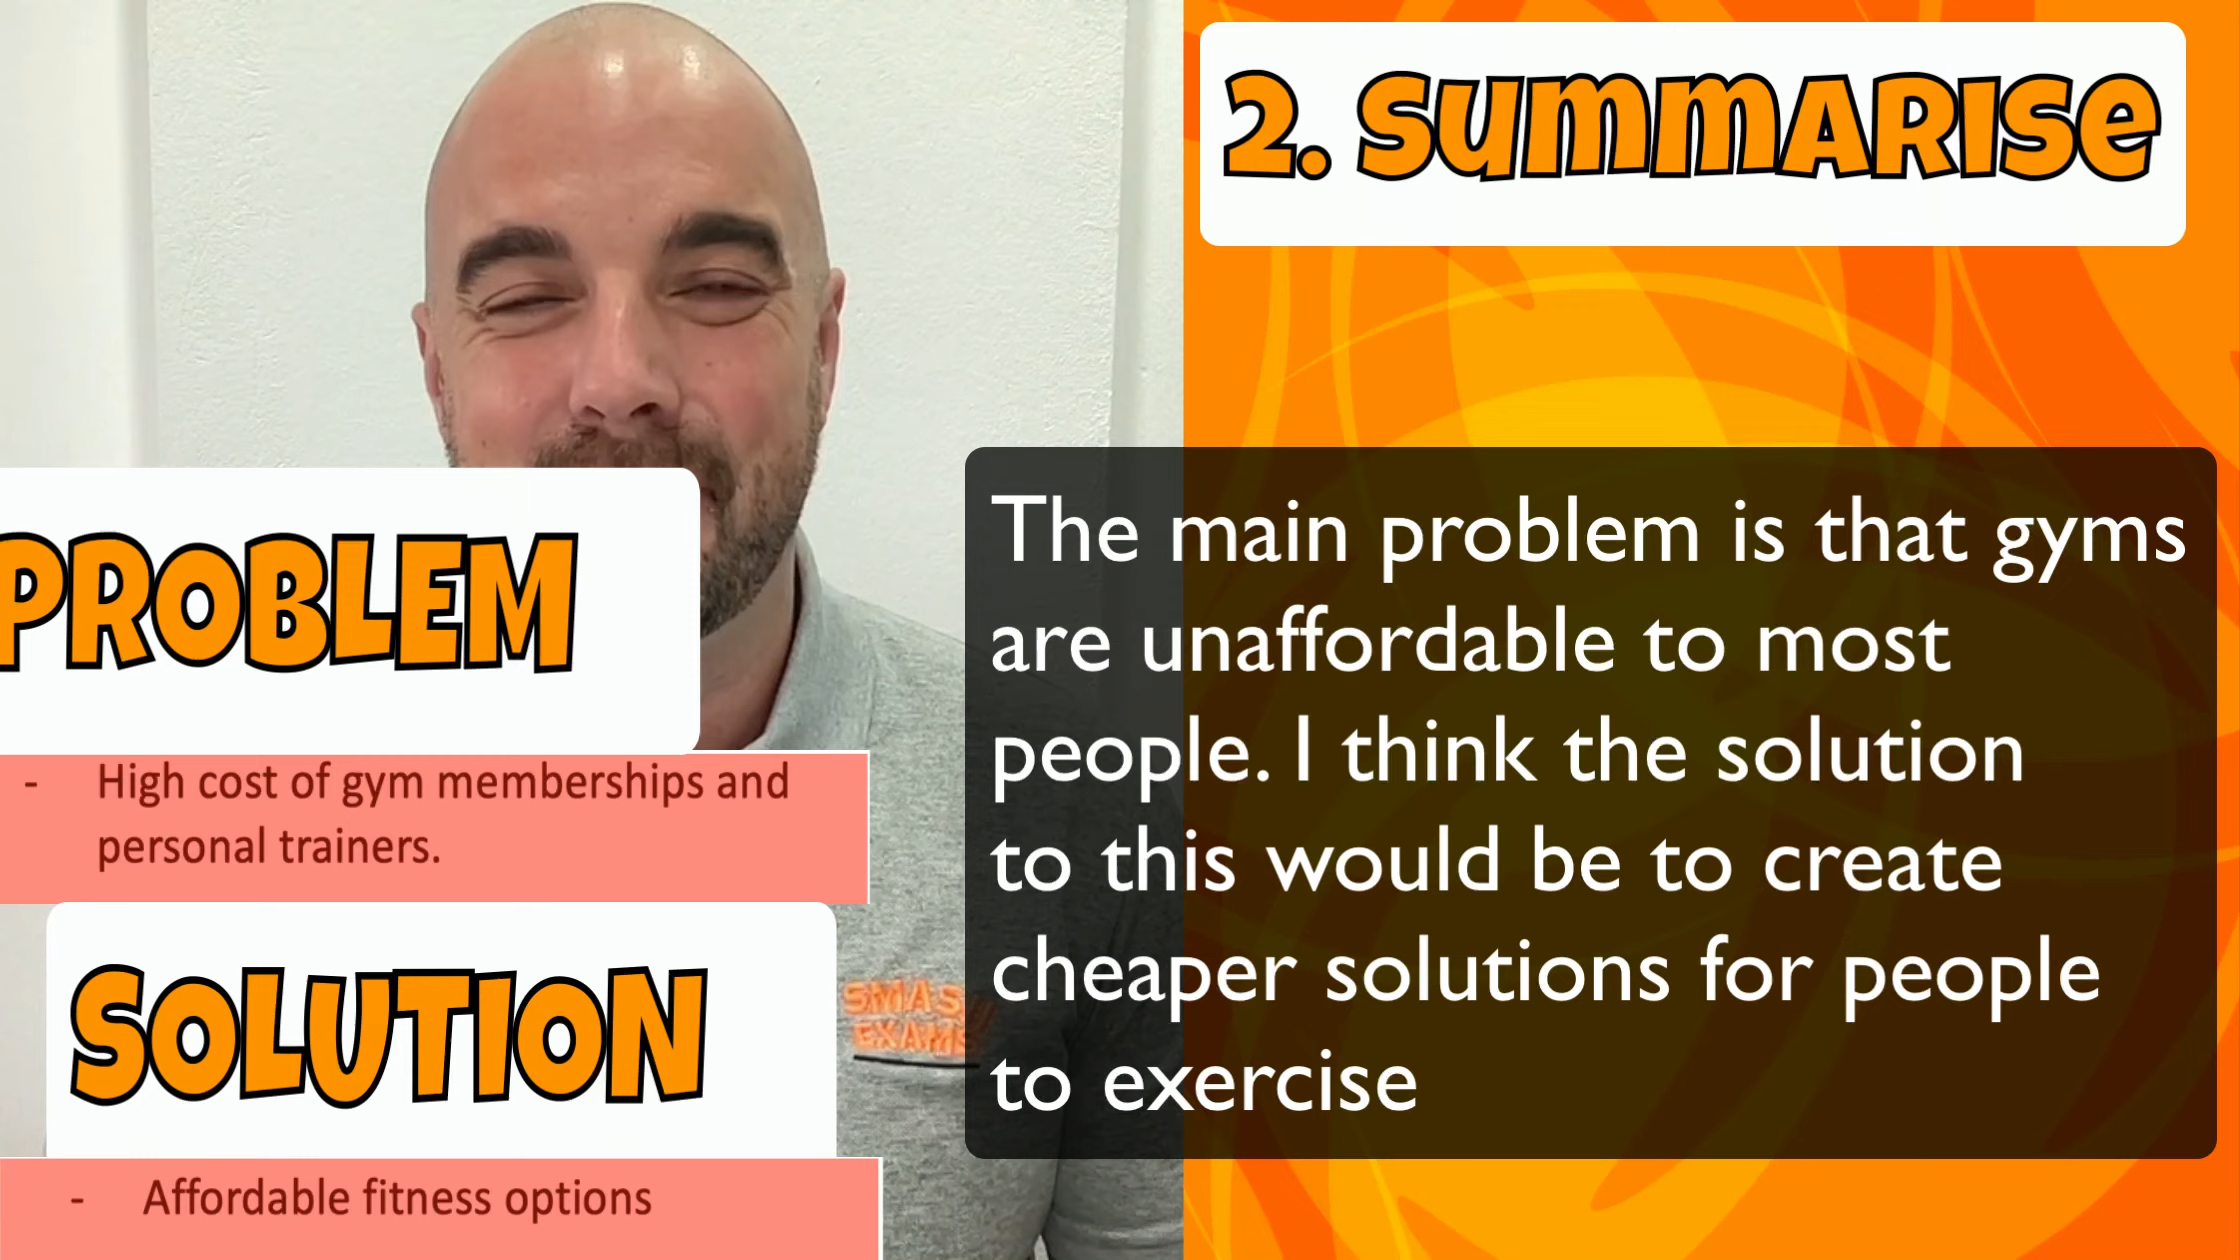 2. SUMMARISE
PROBLEM
- High cost of gym memberships and
personal trainers.
SOLUTION
- Affordable fitness options
The main problem is that gyms
are unaffordable to most
people. I think the solution
to this would be to create
cheaper solutions for people
to exercise
SMASH
EXAMS